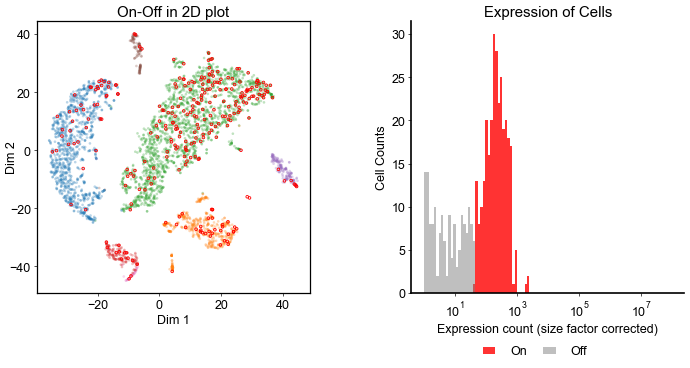 On-Off in 2D plot
Dim 2
40
20
0
−20
−40
−20
0
20
40
Dim 1
Expression of Cells
Cell Counts
30
25
20
15
10
5
0
10^1
10^3
10^5
10^7
Expression count (size factor corrected)
On
Off